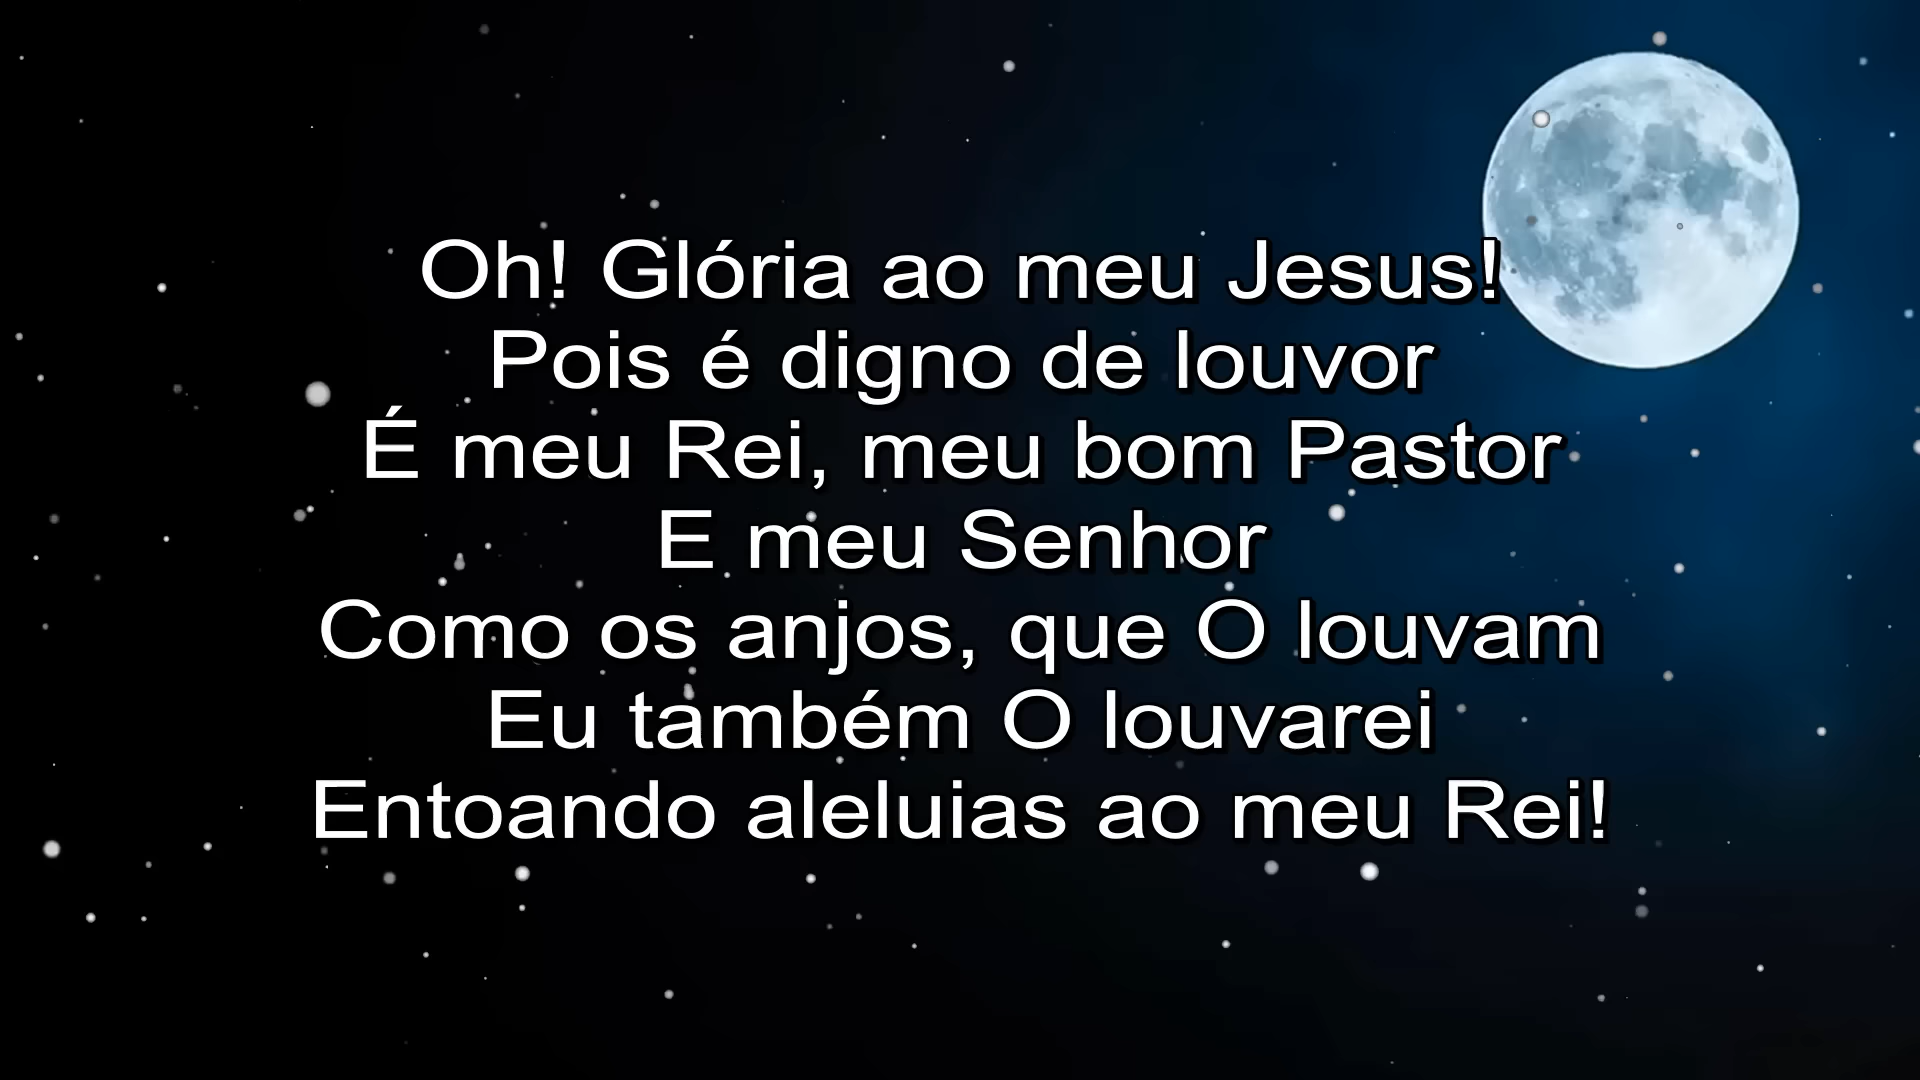 Oh! Glória ao meu Jesus!
Pois é digno de louvor
É meu Rei, meu bom Pastor
E meu Senhor
Como os anjos, que O louvam
Eu também O louvarei
Entoando aleluias ao meu Rei!